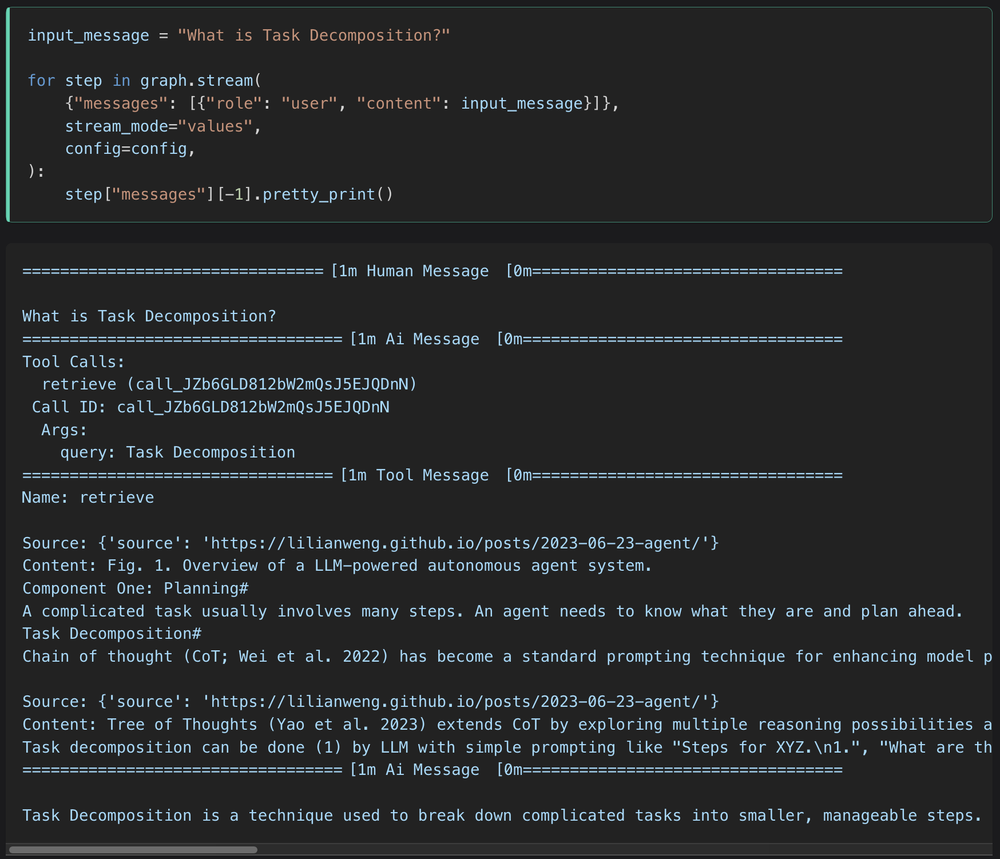 input_message = "What is Task Decomposition?"
for step in graph.stream(
    {"messages": [{"role": "user", "content": input_message}]},
    stream_mode="values",
    config=config,
):
    step["messages"][-1].pretty_print()
================================ [1m Human Message  [0m=================================
What is Task Decomposition?
================================== [1m Ai Message  [0m==================================
Tool Calls:
  retrieve (call_JZb6GLD812bW2mQsJ5EJQDnN)
 Call ID: call_JZb6GLD812bW2mQsJ5EJQDnN
  Args:
    query: Task Decomposition
================================= [1m Tool Message  [0m=================================
Name: retrieve
Source: {'source': 'https://lilianweng.github.io/posts/2023-06-23-agent/'}
Content: Fig. 1. Overview of a LLM-powered autonomous agent system.
Component One: Planning#
A complicated task usually involves many steps. An agent needs to know what they are and plan ahead.
Task Decomposition#
Chain of thought (CoT; Wei et al. 2022) has become a standard prompting technique for enhancing model p
Source: {'source': 'https://lilianweng.github.io/posts/2023-06-23-agent/'}
Content: Tree of Thoughts (Yao et al. 2023) extends CoT by exploring multiple reasoning possibilities a
Task decomposition can be done (1) by LLM with simple prompting like "Steps for XYZ.\n1.", "What are th
================================== [1m Ai Message  [0m==================================
Task Decomposition is a technique used to break down complicated tasks into smaller, manageable steps.